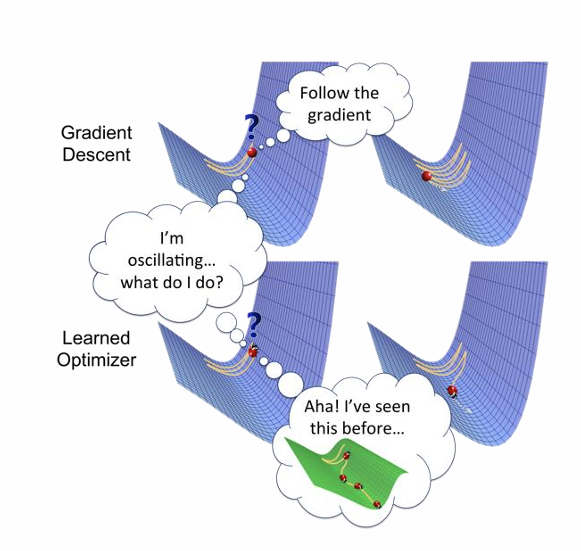 Follow the
gradient
?
Gradient
Descent
I'm
oscillating...
what do I do?
?
Learned
Optimizer
Aha! I've seen
this before...